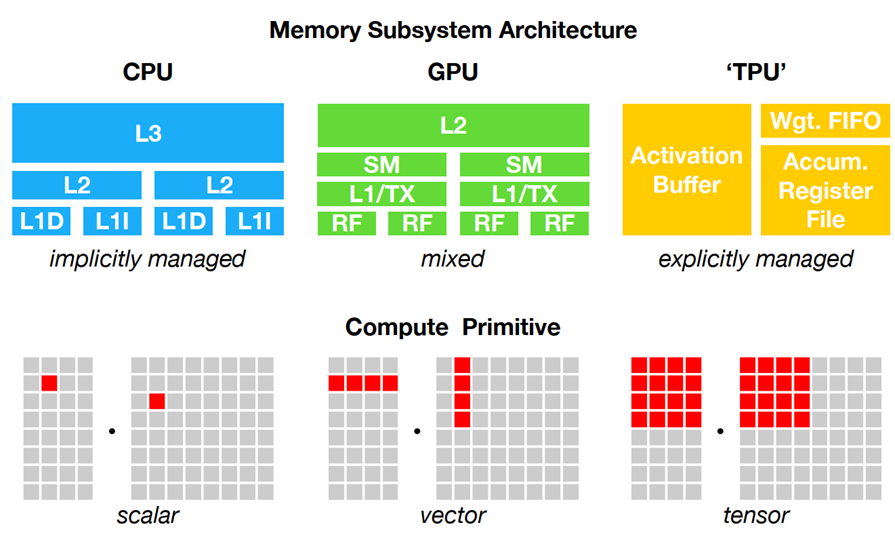 Memory Subsystem Architecture
CPU
GPU
‘TPU’
L3
L2
L2
L1D
L1I
L1D
L1I
implicitly managed
L2
SM
SM
L1/TX
L1/TX
RF
RF
RF
RF
mixed
Activation
Buffer
Wgt. FIFO
Accum.
Register
File
explicitly managed
Compute Primitive
scalar
vector
tensor